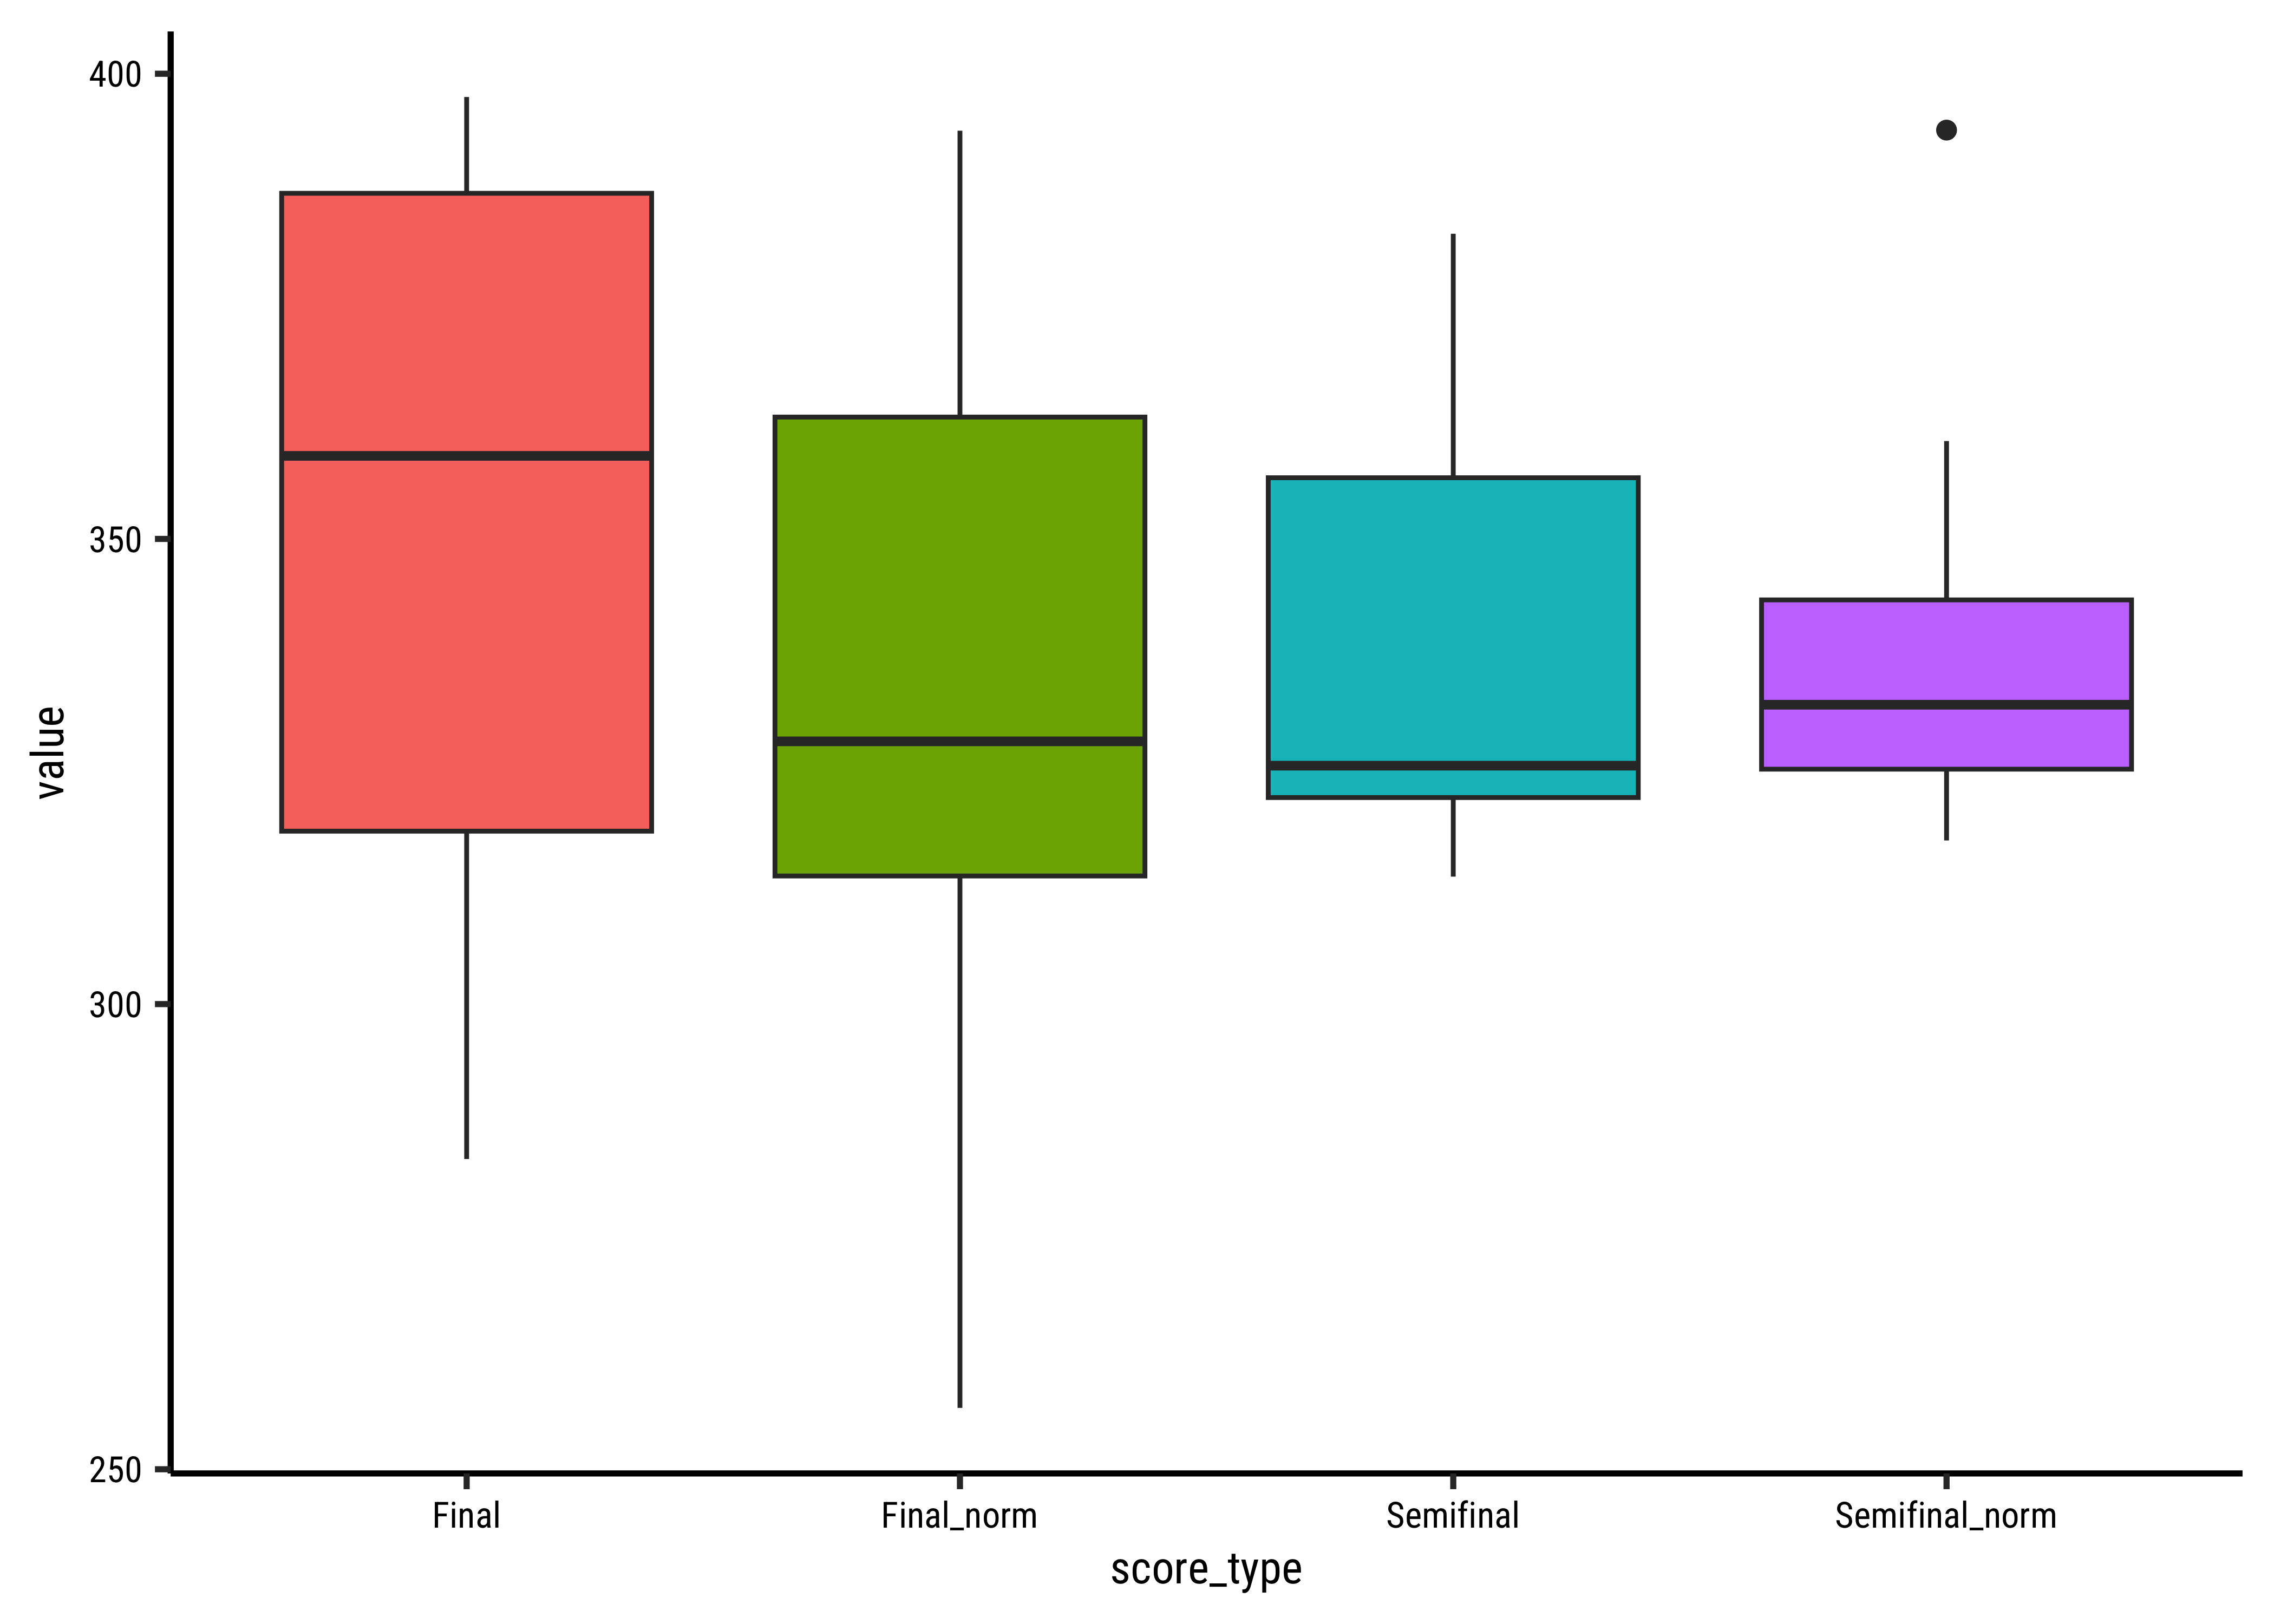 400
350
300
250
value
Final
Final_norm
Semifinal
Semifinal_norm
score_type